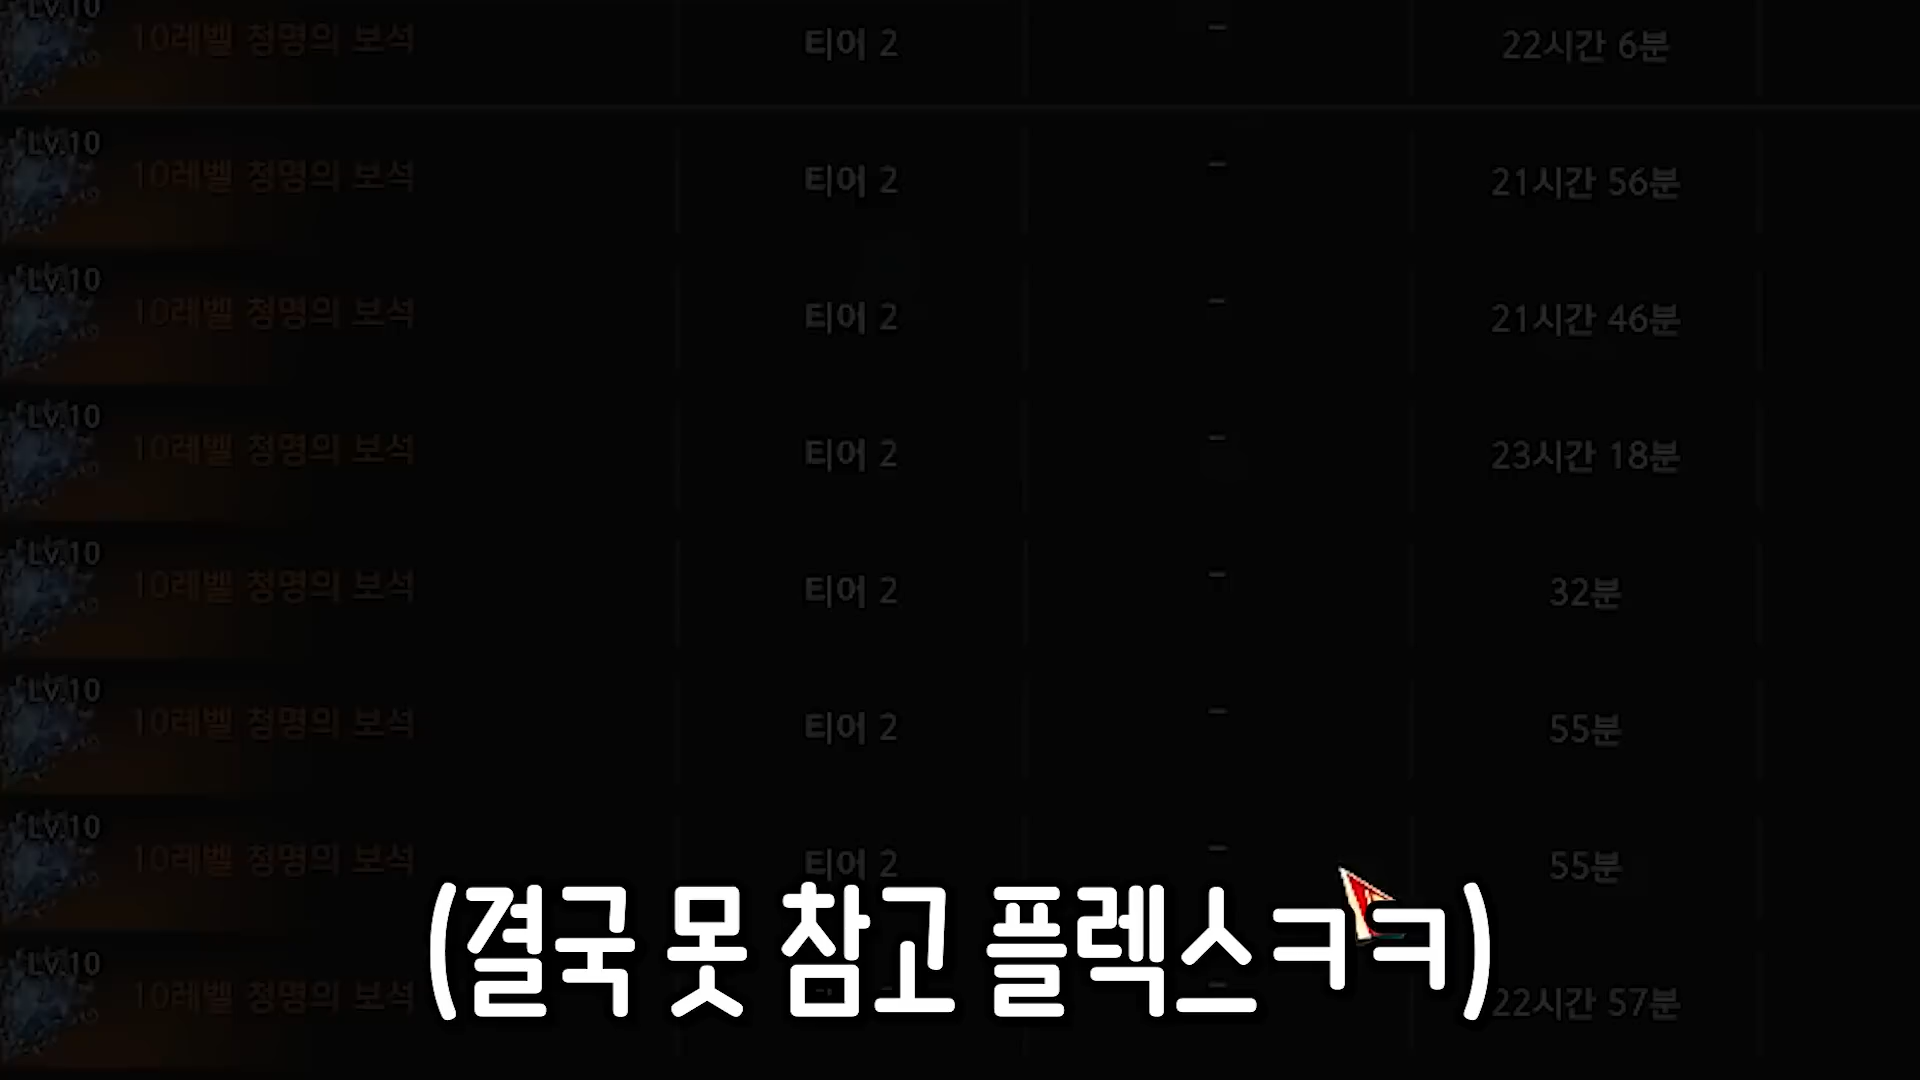 Lv.10
10레벨 청명의 보석 티어 2 - 22시간 6분
Lv.10
10레벨 청명의 보석 티어 2 - 21시간 56분
Lv.10
10레벨 청명의 보석 티어 2 - 21시간 46분
Lv.10
10레벨 청명의 보석 티어 2 - 23시간 18분
Lv.10
10레벨 청명의 보석 티어 2 - 32분
Lv.10
10레벨 청명의 보석 티어 2 - 55분
Lv.10
10레벨 청명의 보석 티어 2 - 55분
(결국 못 참고 플렉스ㅋㅋ)
Lv.10
10레벨 청명의 보석 22시간 57분